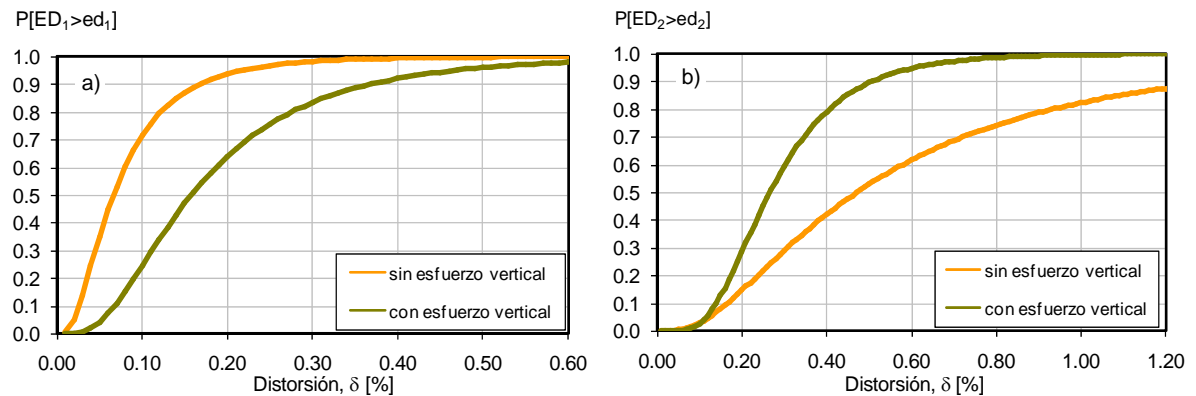 P[ED₁>ed₁]
a)
1.0
0.9
0.8
0.7
0.6
0.5
0.4
0.3
0.2
0.1
0.0
sin esfuerzo vertical
con esfuerzo vertical
0.00 0.10 0.20 0.30 0.40 0.50 0.60
Distorsión, δ [%]
P[ED₂>ed₂]
b)
1.0
0.9
0.8
0.7
0.6
0.5
0.4
0.3
0.2
0.1
0.0
sin esfuerzo vertical
con esfuerzo vertical
0.00 0.20 0.40 0.60 0.80 1.00 1.20
Distorsión, δ [%]